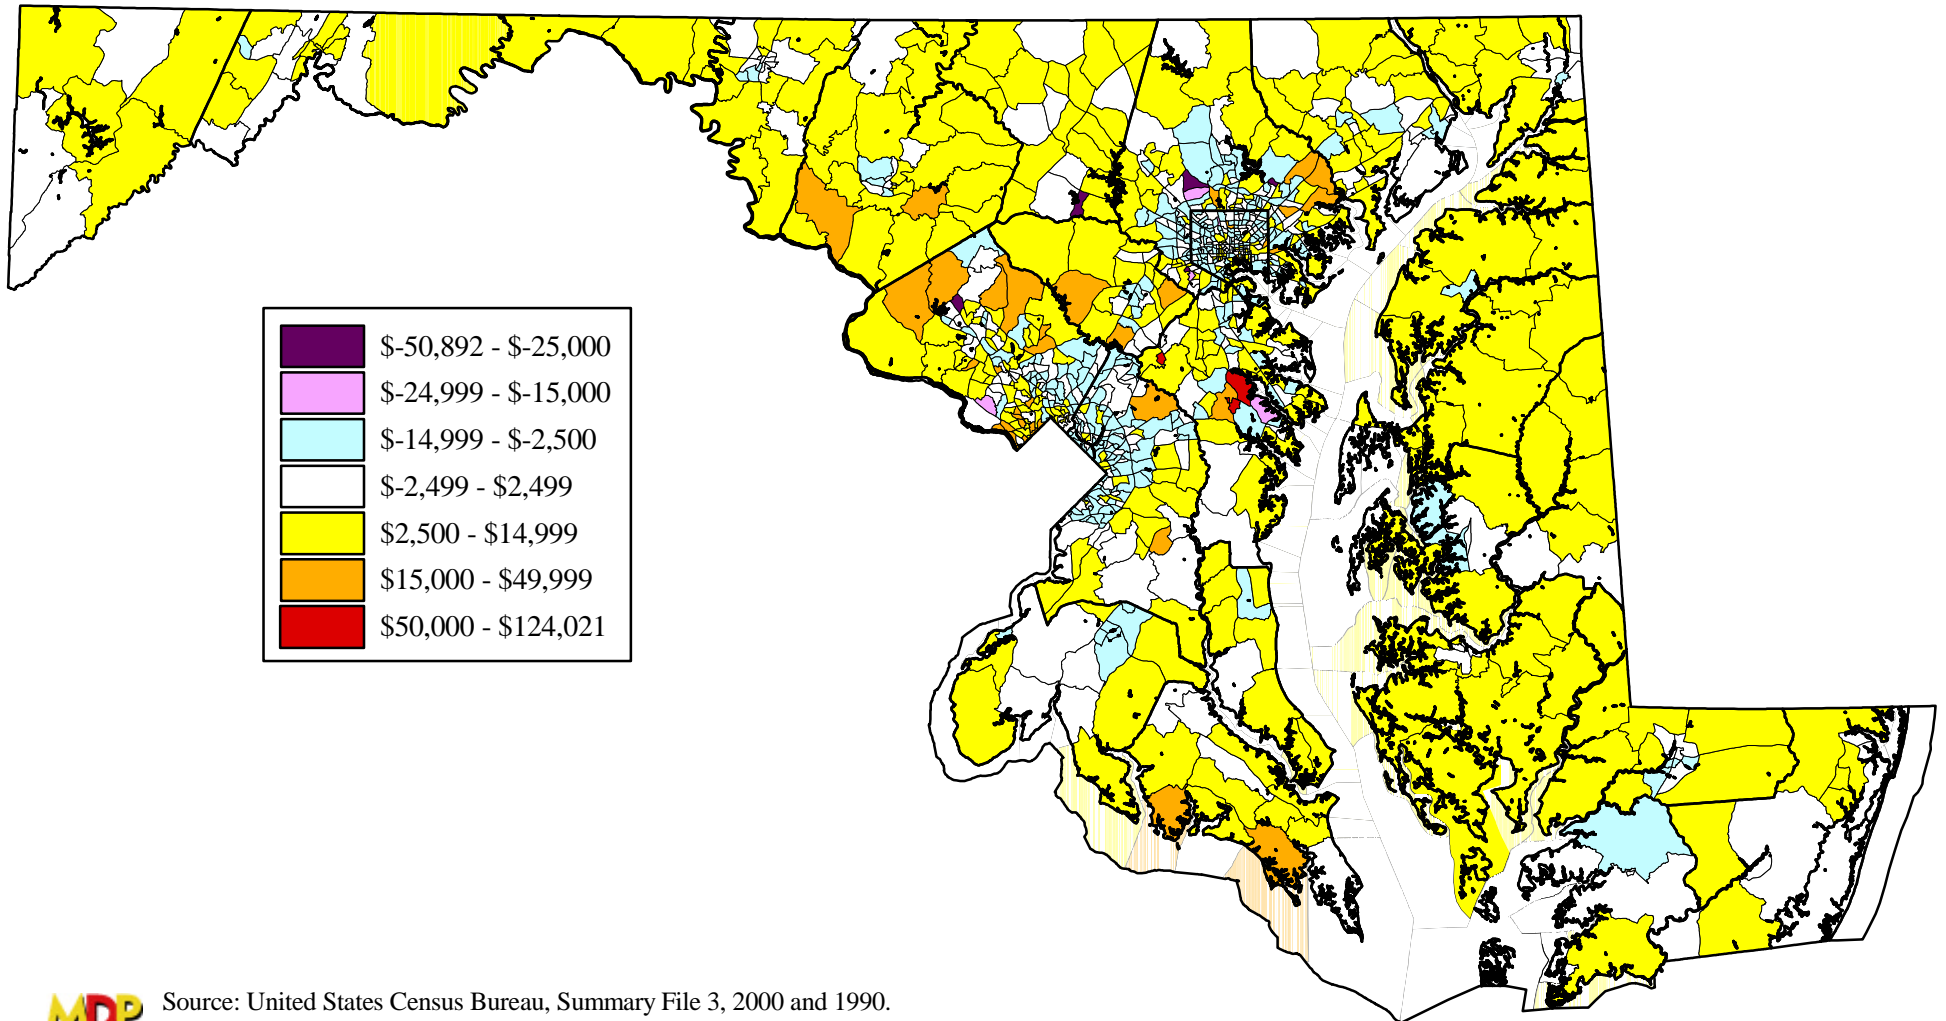 $-50,892 - $-25,000
$-24,999 - $-15,000
$-14,999 - $-2,500
$-2,499 - $2,499
$2,500 - $14,999
$15,000 - $49,999
$50,000 - $124,021
MDP Source: United States Census Bureau, Summary File 3, 2000 and 1990.